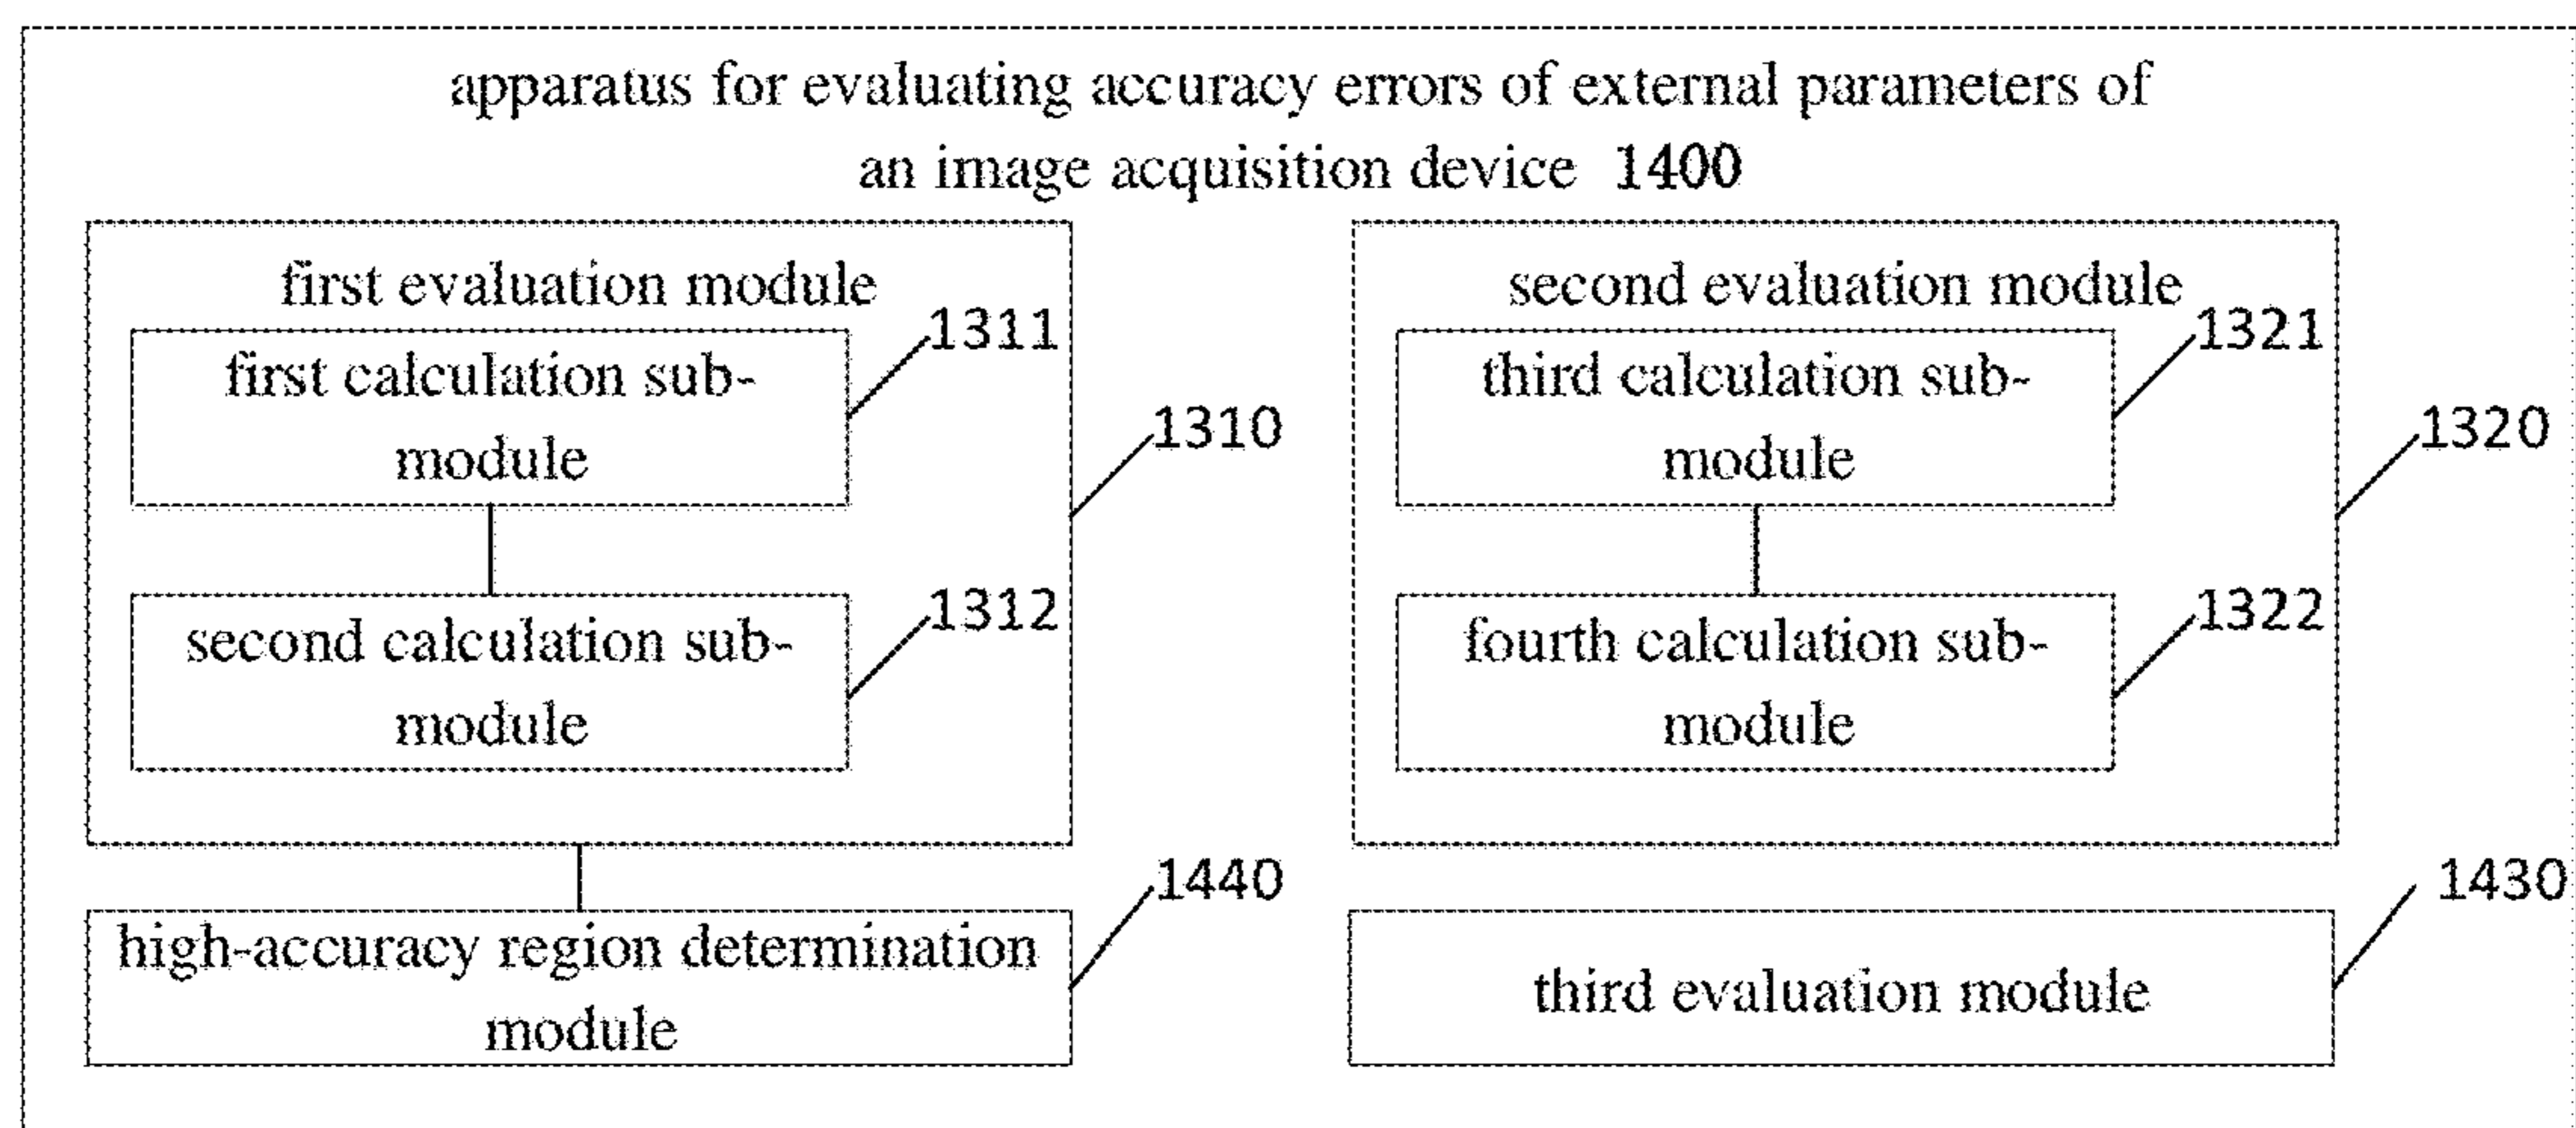 apparatus for evaluating accuracy errors of external parameters of
an image acquisition device 1400
first evaluation module
1311
first calculation sub-
module
1310
1312
second calculation sub-
module
second evaluation module
1321
third calculation sub-
module
1320
1322
fourth calculation sub-
module
1440
high-accuracy region determination
module
1430
third evaluation module